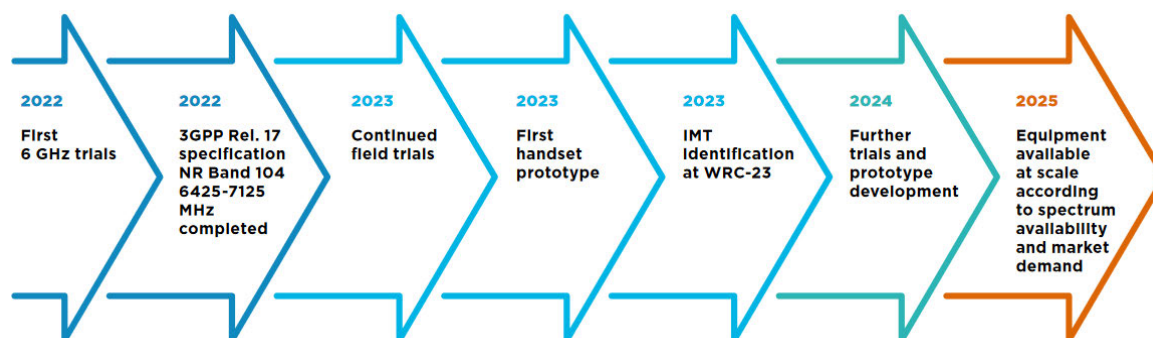 2022
First
6 GHz trials
2022
3GPP Rel. 17
specification
NR Band 104
6425-7125
MHz
completed
2023
Continued
field trials
2023
First
handset
prototype
2023
IMT
identification
at WRC-23
2024
Further
trials and
prototype
development
2025
Equipment
available
at scale
according
to spectrum
availability
and market
demand